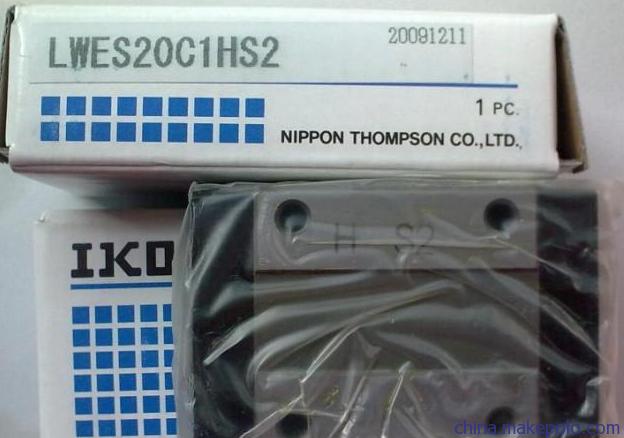 LWES20C1HS2
20091211
1 PC.
NIPPON THOMPSON CO.,LTD.
IKO
H S2
china.makepolo.com